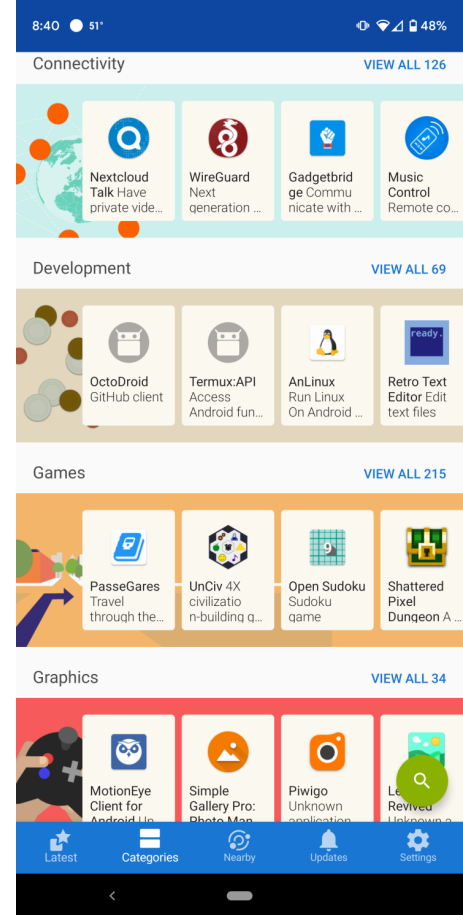 8:40 51° 48%
Connectivity VIEW ALL 126
Nextcloud
Talk Have
private vide...
WireGuard
Next
generation ...
Gadgetbrid
ge Commu
nicate with ...
Music
Control
Remote co...
Development VIEW ALL 69
ready.
OctoDroid
GitHub client
Termux:API
Access
Android fun...
AnLinux
Run Linux
On Android ...
Retro Text
Editor Edit
text files
Games VIEW ALL 215
9
PasseGares
Travel
through the...
UnCiv 4X
civilizatio
n-building g...
Open Sudoku
Sudoku
game
Shattered
Pixel
Dungeon A ...
Graphics VIEW ALL 34
MotionEye
Client for
Android Un
Simple
Gallery Pro:
Photo Man
Piwigo
Unknown
application
Revived
Unknown a
Latest Categories Nearby Updates Settings